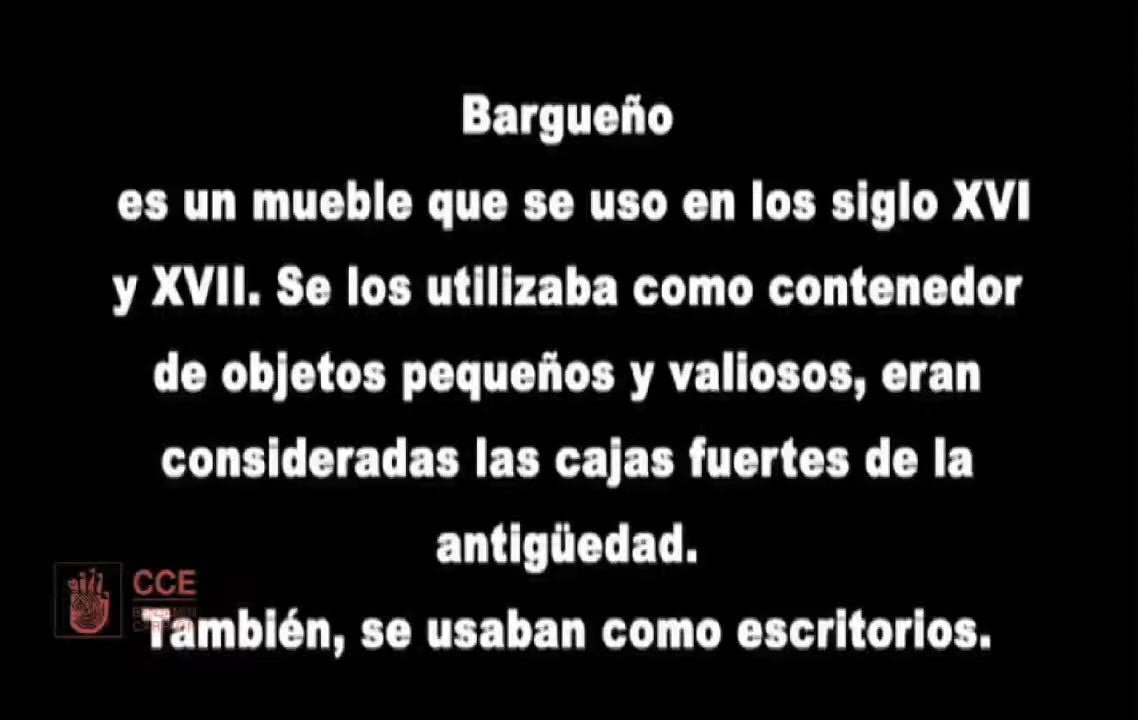 Bargueño
es un mueble que se uso en los siglo XVI
y XVII. Se los utilizaba como contenedor
de objetos pequeños y valiosos, eran
consideradas las cajas fuertes de la
antigüedad.
También, se usaban como escritorios.
CCE